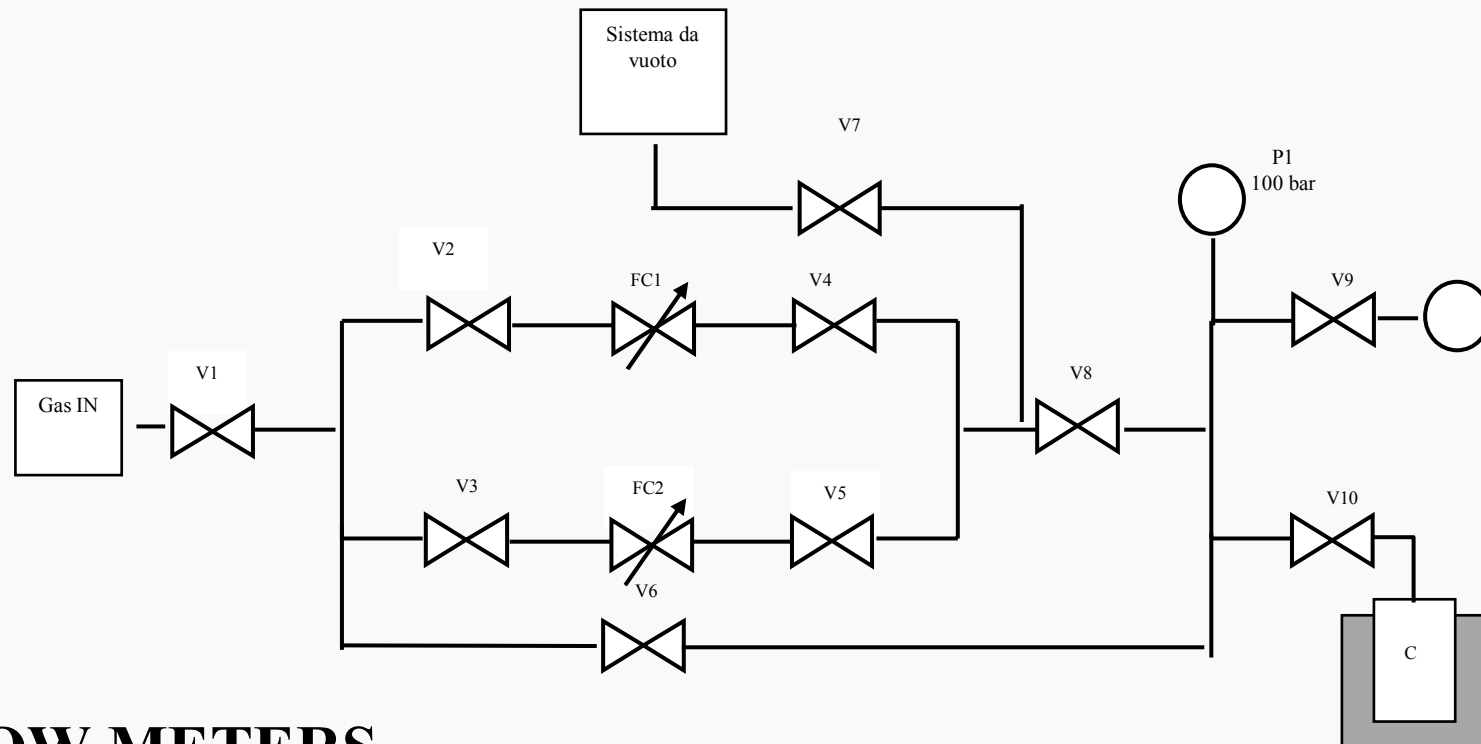 Sistema da
vuoto
V7
P1
100 bar
V2
FC1
V4
V9
V1
V8
Gas IN
V3
FC2
V5
V10
V6
C
METERS